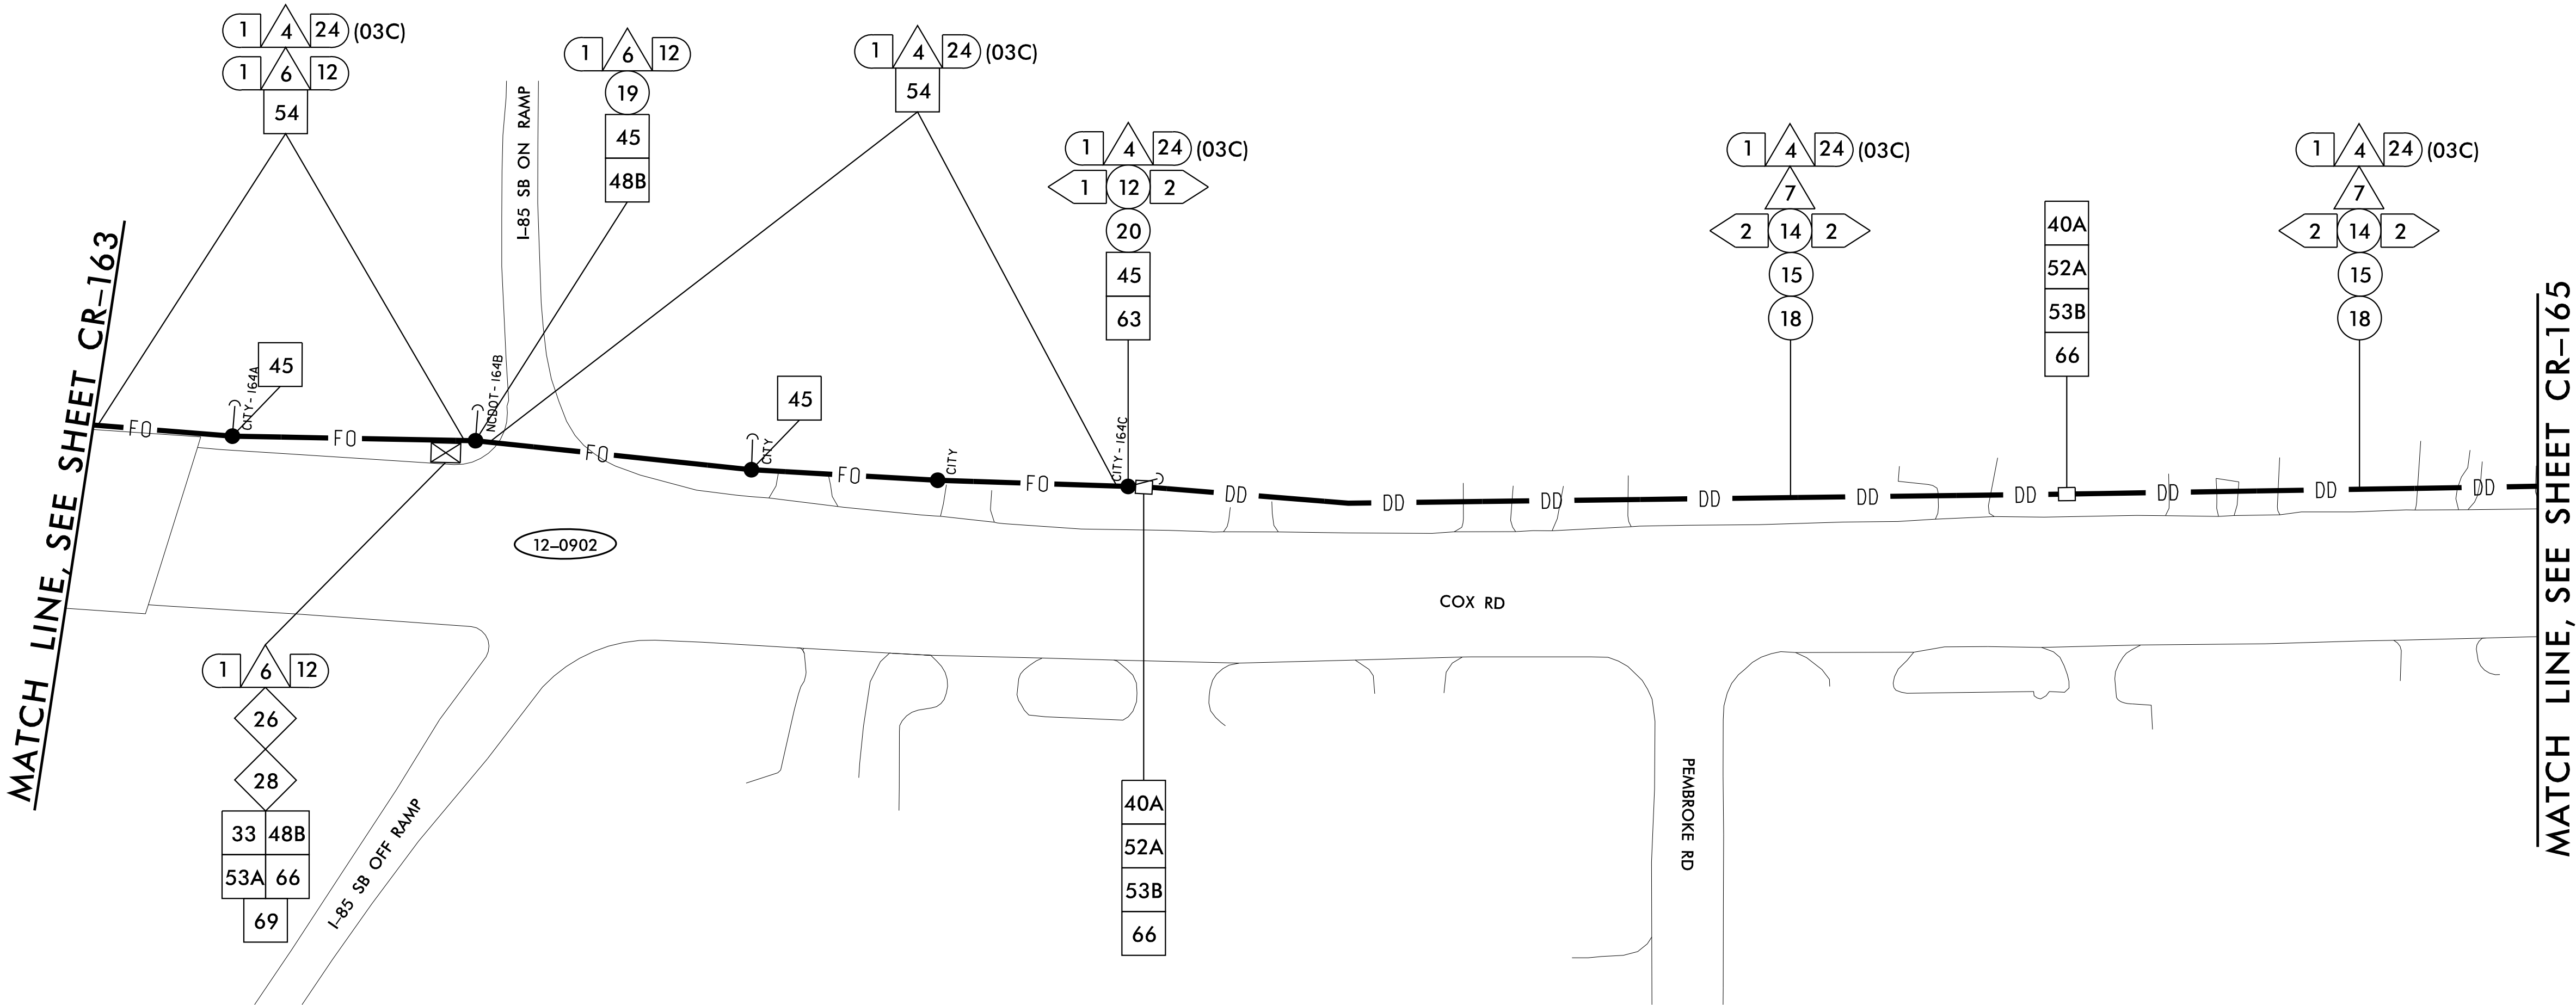 1 4 24 (03C)
1 6 12
54
1 6 12
19
45
48B
1 4 24 (03C)
54
1 4 24 (03C)
1 12 2
20
45
63
1 4 24 (03C)
7
2 14 2
15
18
40A
52A
53B
66
1 4 24 (03C)
7
2 14 2
15
18
I-85 SB ON RAMP
MATCH LINE, SEE SHEET CR-163
45
CITY-164A
NCDOT-164B
45
CITY
CITY
CITY-164C
FO FO FO FO FO DD DD DD DD DD DD DD DD DD
12-0902
COX RD
MATCH LINE, SEE SHEET CR-165
1 6 12
26
28
33 48B
53A 66
69
I-85 SB OFF RAMP
40A
52A
53B
66
PEMBROKE RD